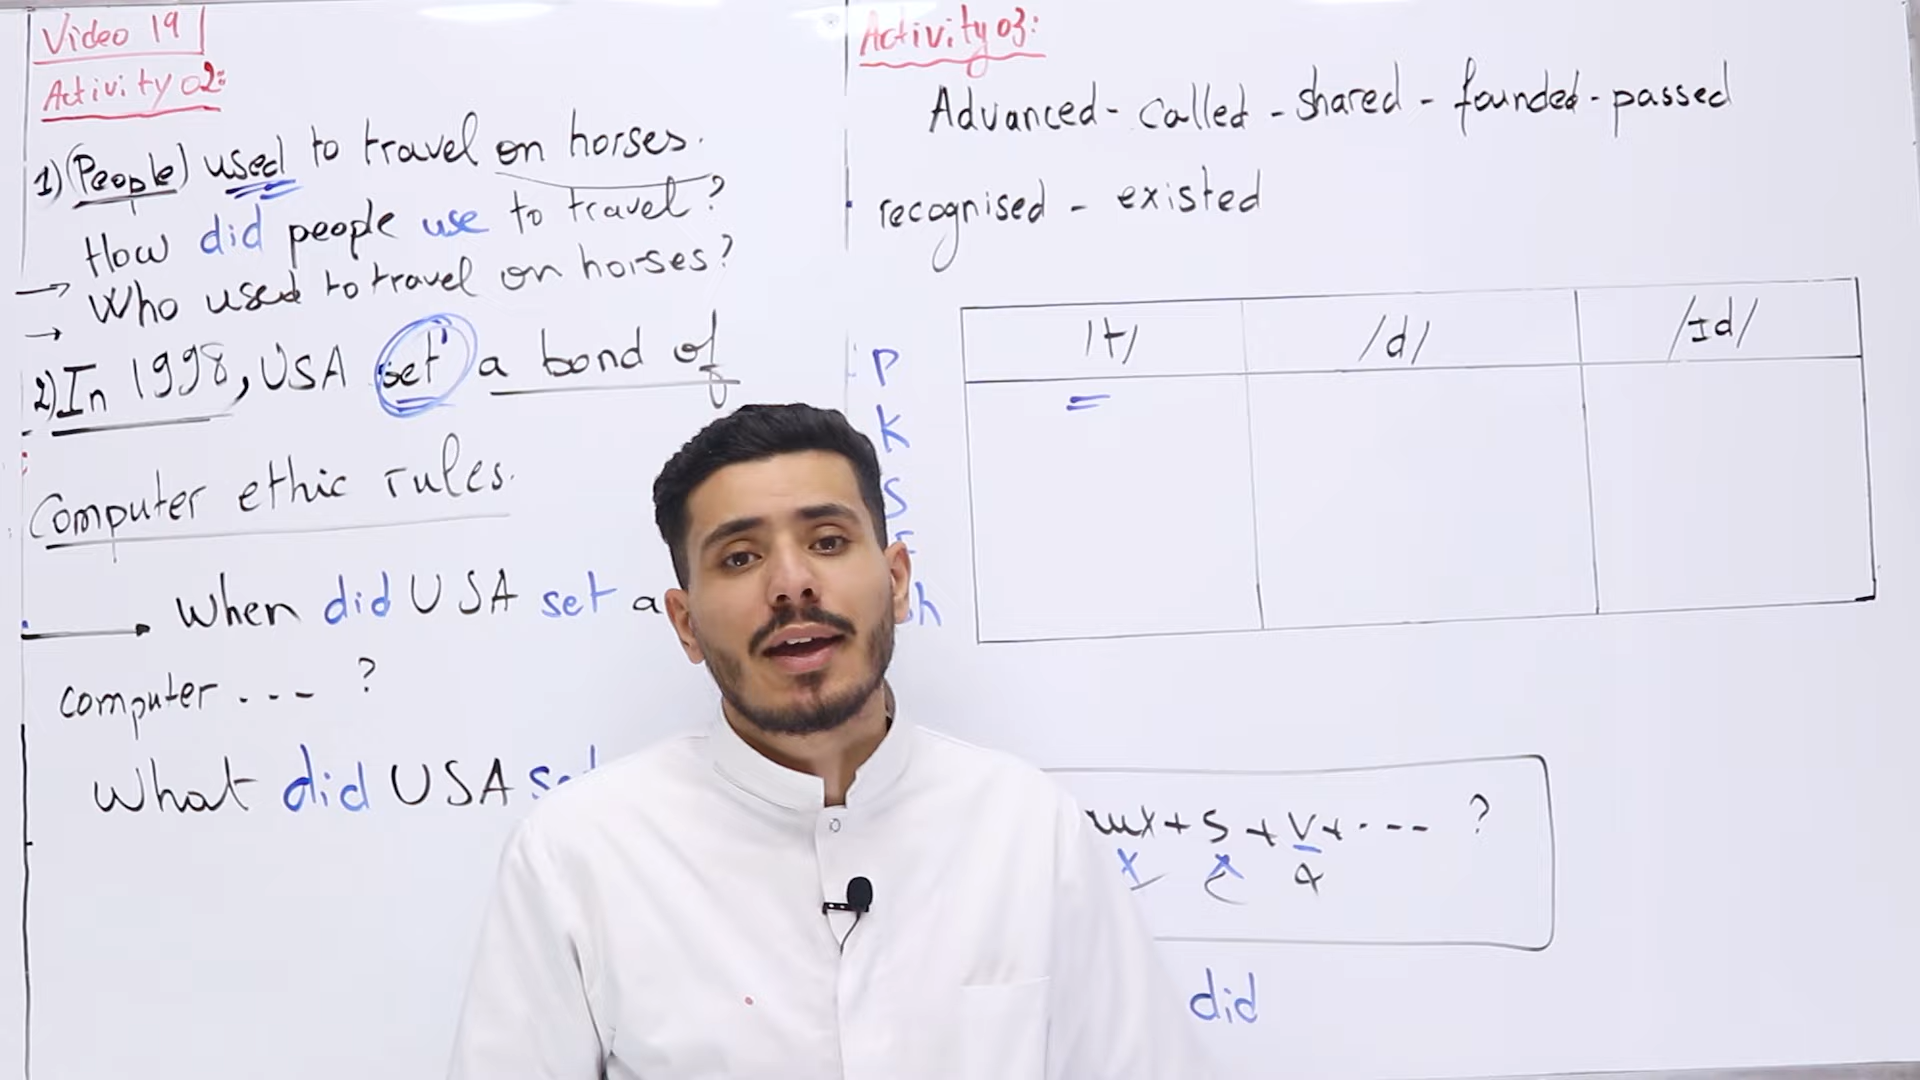 Video 19
Activity 02:
1) (People) used to travel on horses.
How did people use to travel?
→ Who used to travel on horses?
→
2) In 1998, USA set a bond of
Computer ethic rules.
→ When did USA set a
computer --- ?
What did USA
Activity 03:
Advanced - called - shared - founded - passed
recognised - existed
/t/ /d/ /ɪd/
P
K
S
F
sh
aux + S + V + --- ?
did